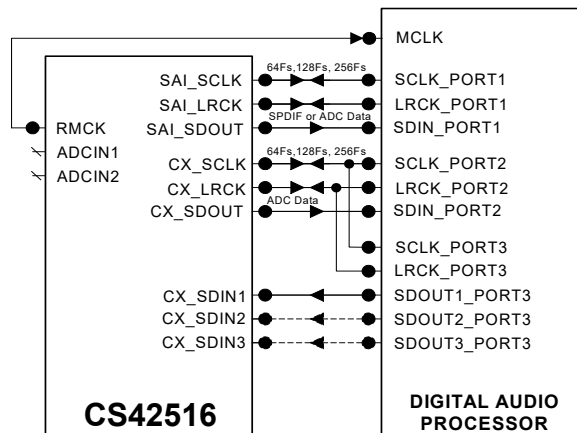 MCLK
64Fs,128Fs, 256Fs
SAI_SCLK
SCLK_PORT1
SAI_LRCK
LRCK_PORT1
SPDIF or ADC Data
RMCK
SAI_SDOUT
SDIN_PORT1
ADCIN1
64Fs,128Fs, 256Fs
CX_SCLK
SCLK_PORT2
ADCIN2
CX_LRCK
LRCK_PORT2
ADC Data
CX_SDOUT
SDIN_PORT2
SCLK_PORT3
LRCK_PORT3
CX_SDIN1
SDOUT1_PORT3
CX_SDIN2
SDOUT2_PORT3
CX_SDIN3
SDOUT3_PORT3
CS42516
DIGITAL AUDIO
PROCESSOR